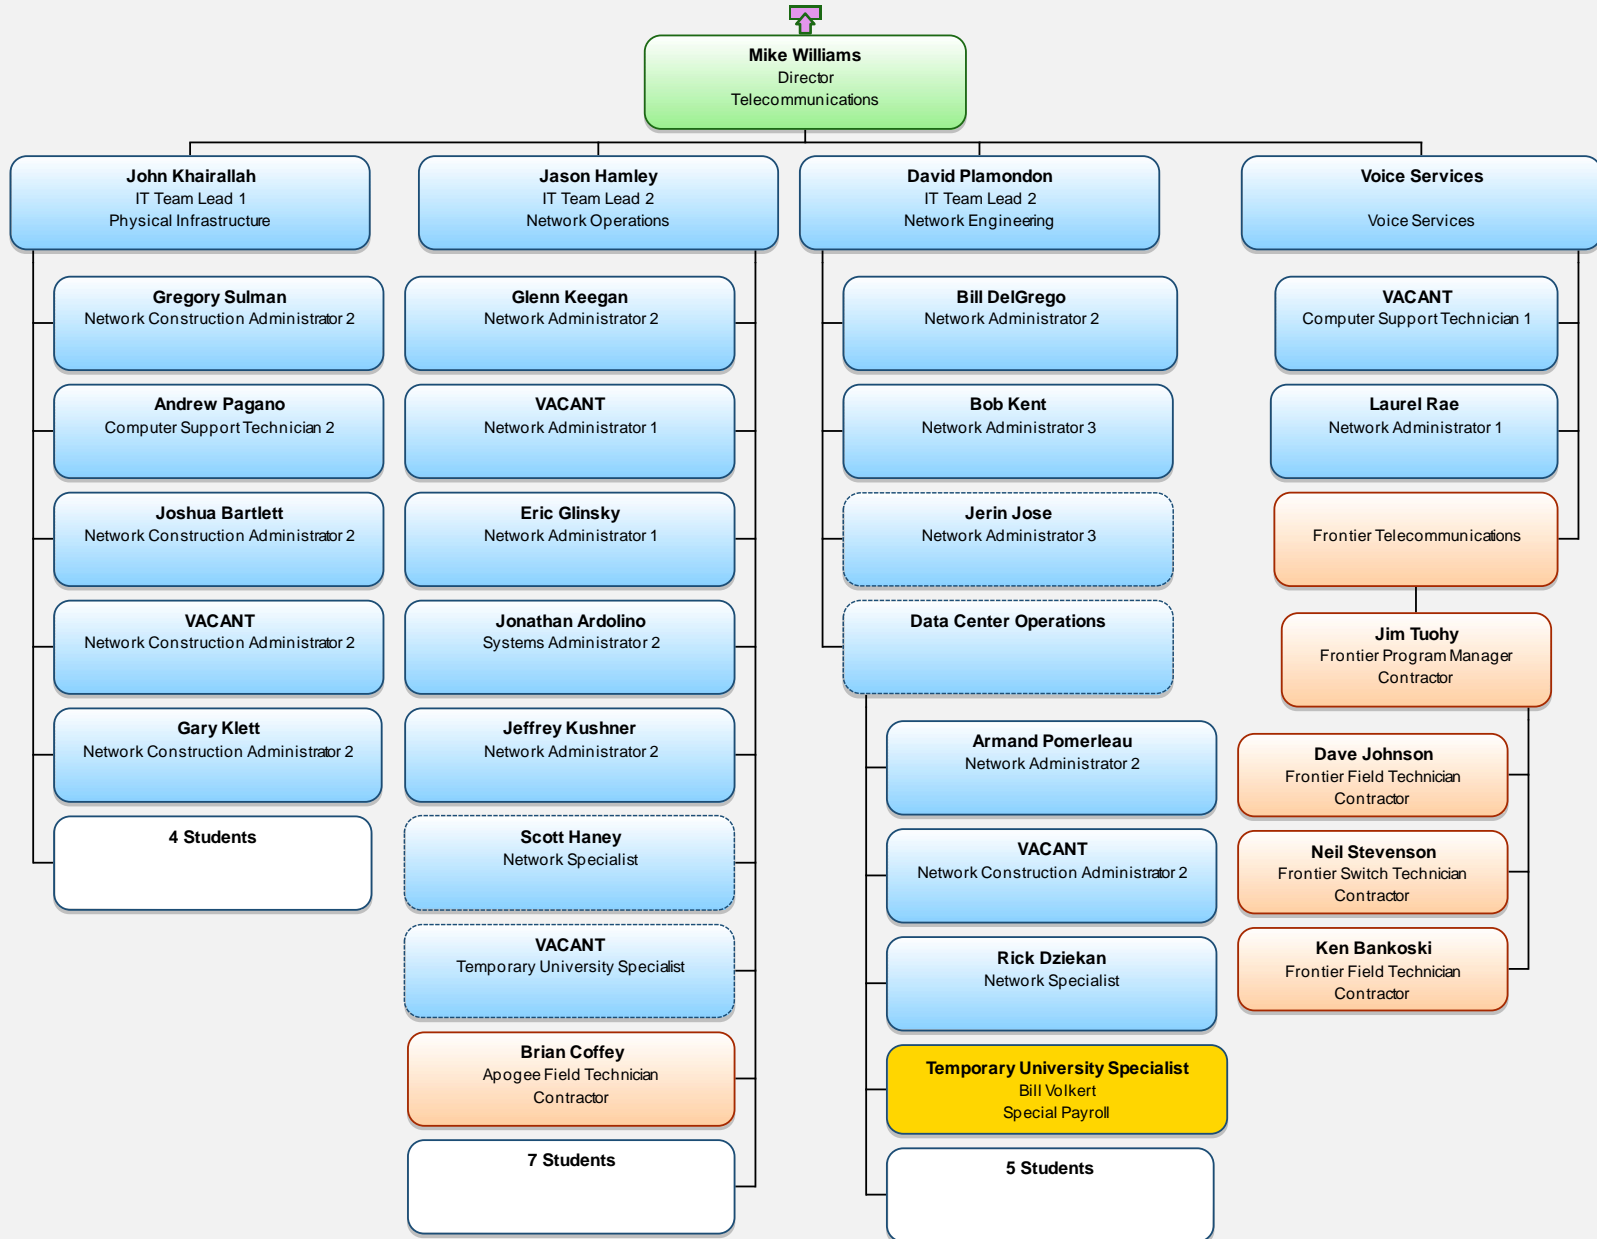 Mike Williams
Director
Telecommunications
John Khairallah
IT Team Lead 1
Physical Infrastructure
Gregory Sulman
Network Construction Administrator 2
Andrew Pagano
Computer Support Technician 2
Joshua Bartlett
Network Construction Administrator 2
VACANT
Network Construction Administrator 2
Gary Klett
Network Construction Administrator 2
4 Students
Jason Hamley
IT Team Lead 2
Network Operations
Glenn Keegan
Network Administrator 2
VACANT
Network Administrator 1
Eric Glinsky
Network Administrator 1
Jonathan Ardolino
Systems Administrator 2
Jeffrey Kushner
Network Administrator 2
Scott Haney
Network Specialist
VACANT
Temporary University Specialist
Brian Coffey
Apogee Field Technician
Contractor
7 Students
David Plamondon
IT Team Lead 2
Network Engineering
Bill DelGrego
Network Administrator 2
Bob Kent
Network Administrator 3
Jerin Jose
Network Administrator 3
Data Center Operations
Armand Pomerleau
Network Administrator 2
VACANT
Network Construction Administrator 2
Rick Dziekan
Network Specialist
Temporary University Specialist
Bill Volkert
Special Payroll
5 Students
Voice Services
Voice Services
VACANT
Computer Support Technician 1
Laurel Rae
Network Administrator 1
Frontier Telecommunications
Jim Tuohy
Frontier Program Manager
Contractor
Dave Johnson
Frontier Field Technician
Contractor
Neil Stevenson
Frontier Switch Technician
Contractor
Ken Bankoski
Frontier Field Technician
Contractor